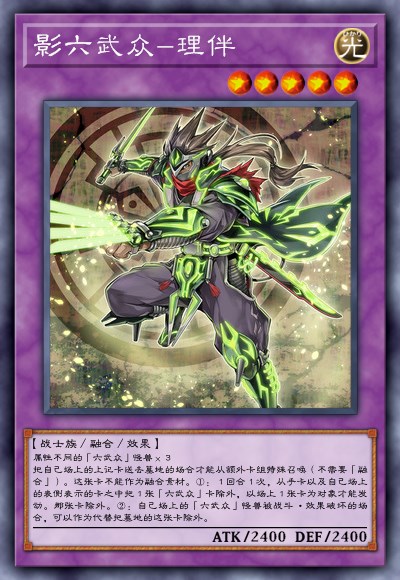 影六武众-理伴
光
ひかり
【战士族/融合/效果】
属性不同的「六武众」怪兽×3
把自己场上的上记卡送去墓地的场合才能从额外卡组特殊召唤(不需要「融
合」)。这张卡不能作为融合素材。①:1回合1次,从手卡以及自己场上
的表侧表示的卡之中把1张「六武众」卡除外,以场上1张卡为对象才能发
动。那张卡除外。②:自己场上的「六武众」怪兽被战斗·效果破坏的场
合,可以作为代替把墓地的这张卡除外。
ATK/2400 DEF/2400